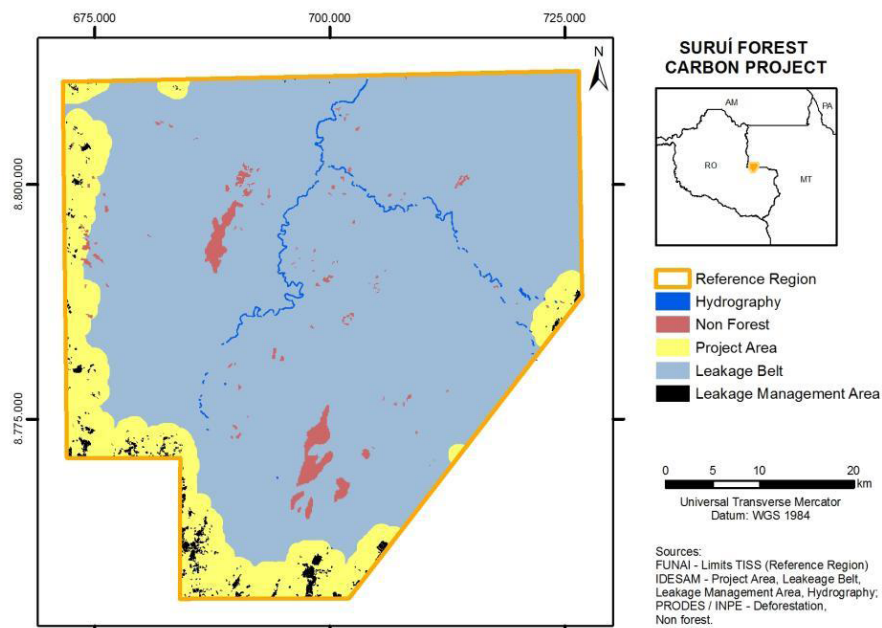 675.000 700.000 725.000
N
8.800.000
8.775.000
SURUÍ FOREST
CARBON PROJECT
AM
PA
RO
MT
Reference Region
Hydrography
Non Forest
Project Area
Leakage Belt
Leakage Management Area
0 5 10 20
km
Universal Transverse Mercator
Datum: WGS 1984
Sources:
FUNAI - Limits TISS (Reference Region)
IDESAM - Project Area, Leakeage Belt,
Leakage Management Area, Hydrography;
PRODES / INPE - Deforestation,
Non forest.